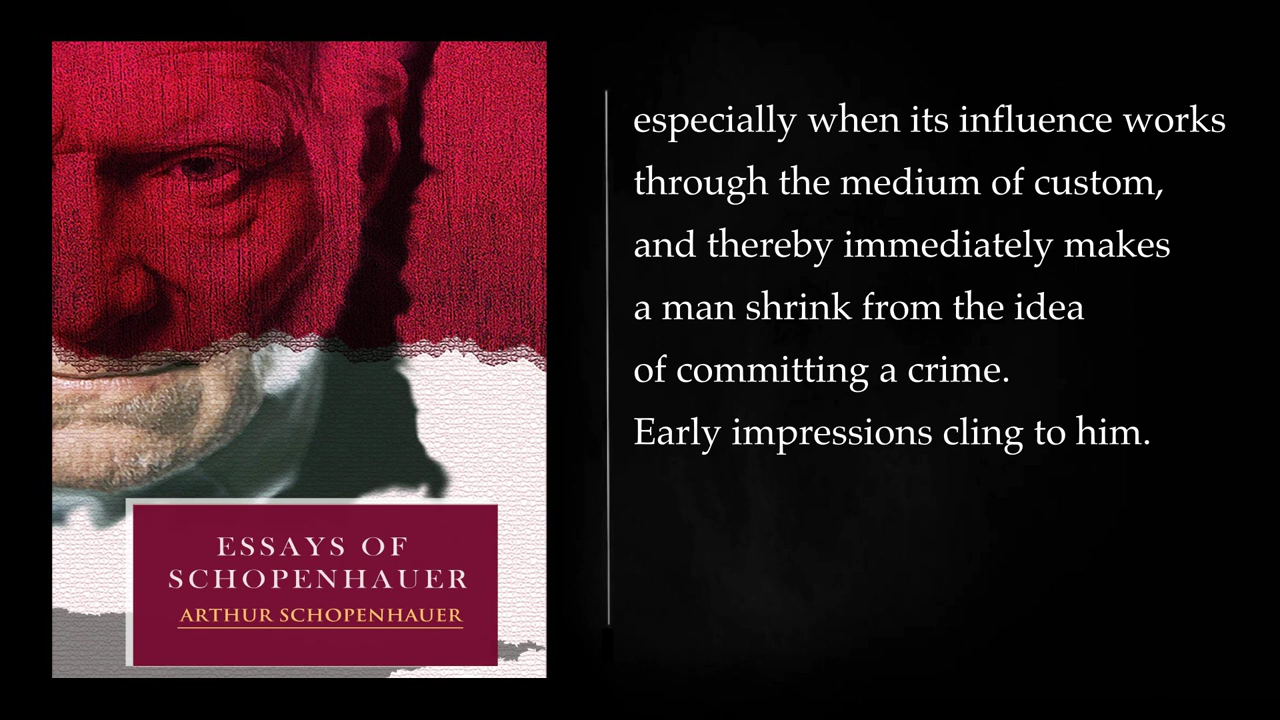 ESSAYS OF
SCHOPENHAUER
ARTHUR SCHOPENHAUER
especially when its influence works
through the medium of custom,
and thereby immediately makes
a man shrink from the idea
of committing a crime.
Early impressions cling to him.